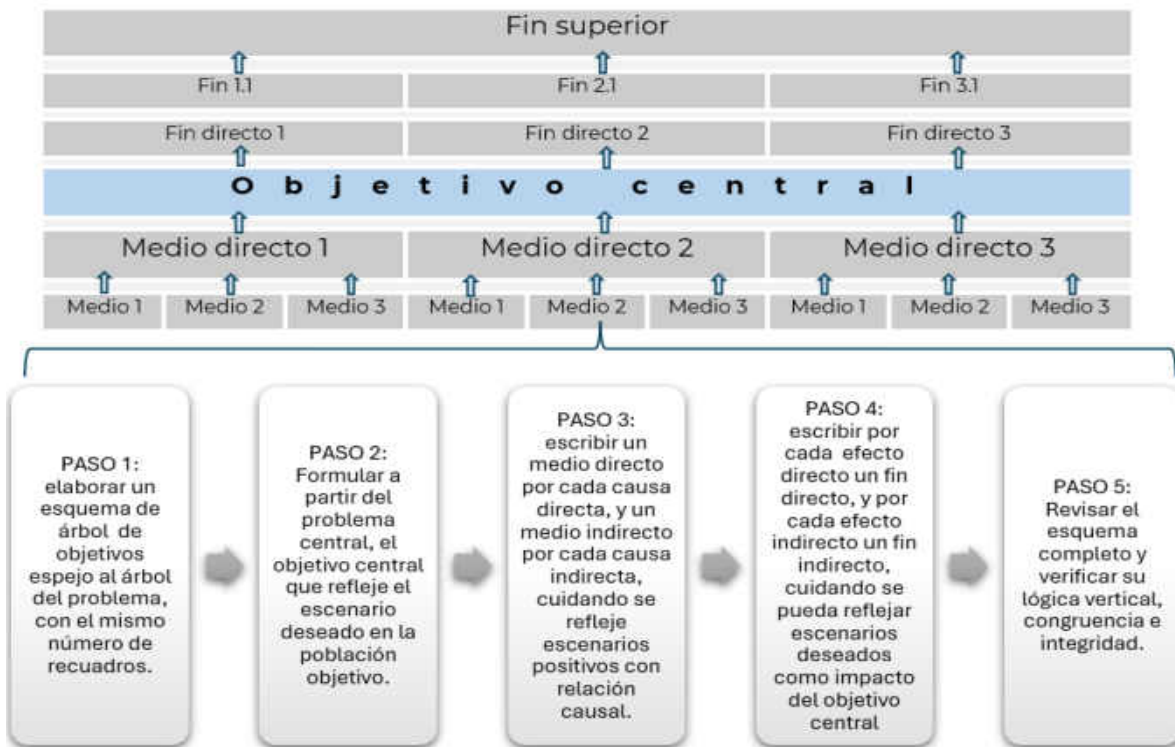 Fin superior
Fin 1.1
Fin 2.1
Fin 3.1
Fin directo 1
Fin directo 2
Fin directo 3
Objetivo central
Medio directo 1
Medio directo 2
Medio directo 3
Medio 1
Medio 2
Medio 3
Medio 1
Medio 2
Medio 3
Medio 1
Medio 2
Medio 3
PASO 1:
elaborar un
esquema de
árbol de
objetivos
espejo al árbol
del problema,
con el mismo
número de
recuadros.
PASO 2:
Formular a
partir del
problema
central, el
objetivo central
que refleje el
escenario
deseado en la
población
objetivo.
PASO 3:
escribir un
medio directo
por cada causa
directa, y un
medio indirecto
por cada causa
indirecta,
cuidando se
refleje
escenarios
positivos con
relación
causal.
PASO 4:
escribir por
cada efecto
directo un fin
directo, y por
cada efecto
indirecto un fin
indirecto,
cuidando se
pueda reflejar
escenarios
deseados
como impacto
del objetivo
central
PASO 5:
Revisar el
esquema
completo y
verificar su
lógica vertical,
congruencia e
integridad.